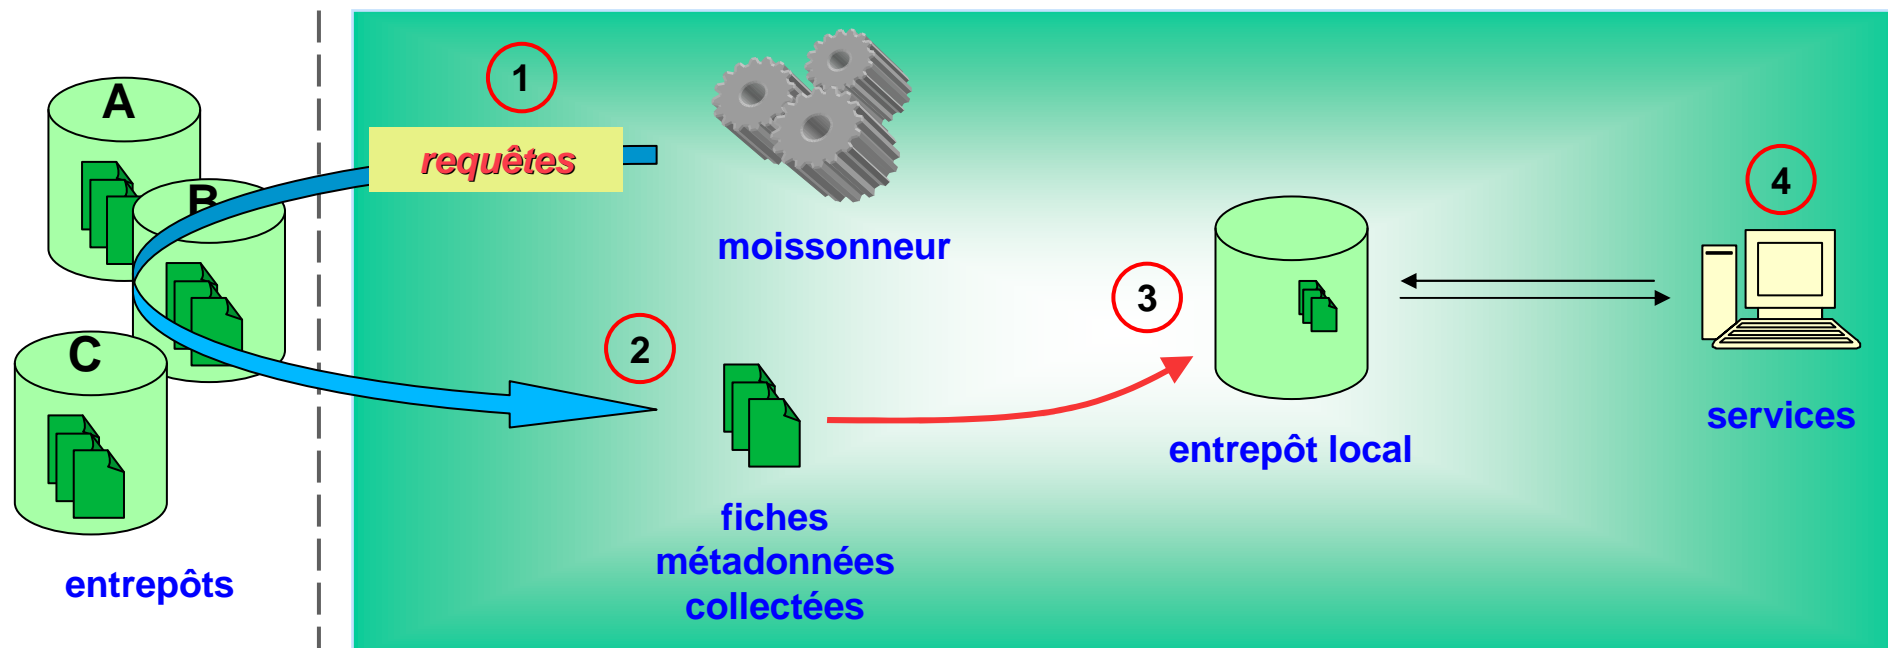 A
B
C
entrepôts
1
requêtes
moissonneur
2
fiches
métadonnées
collectées
3
entrepôt local
4
services